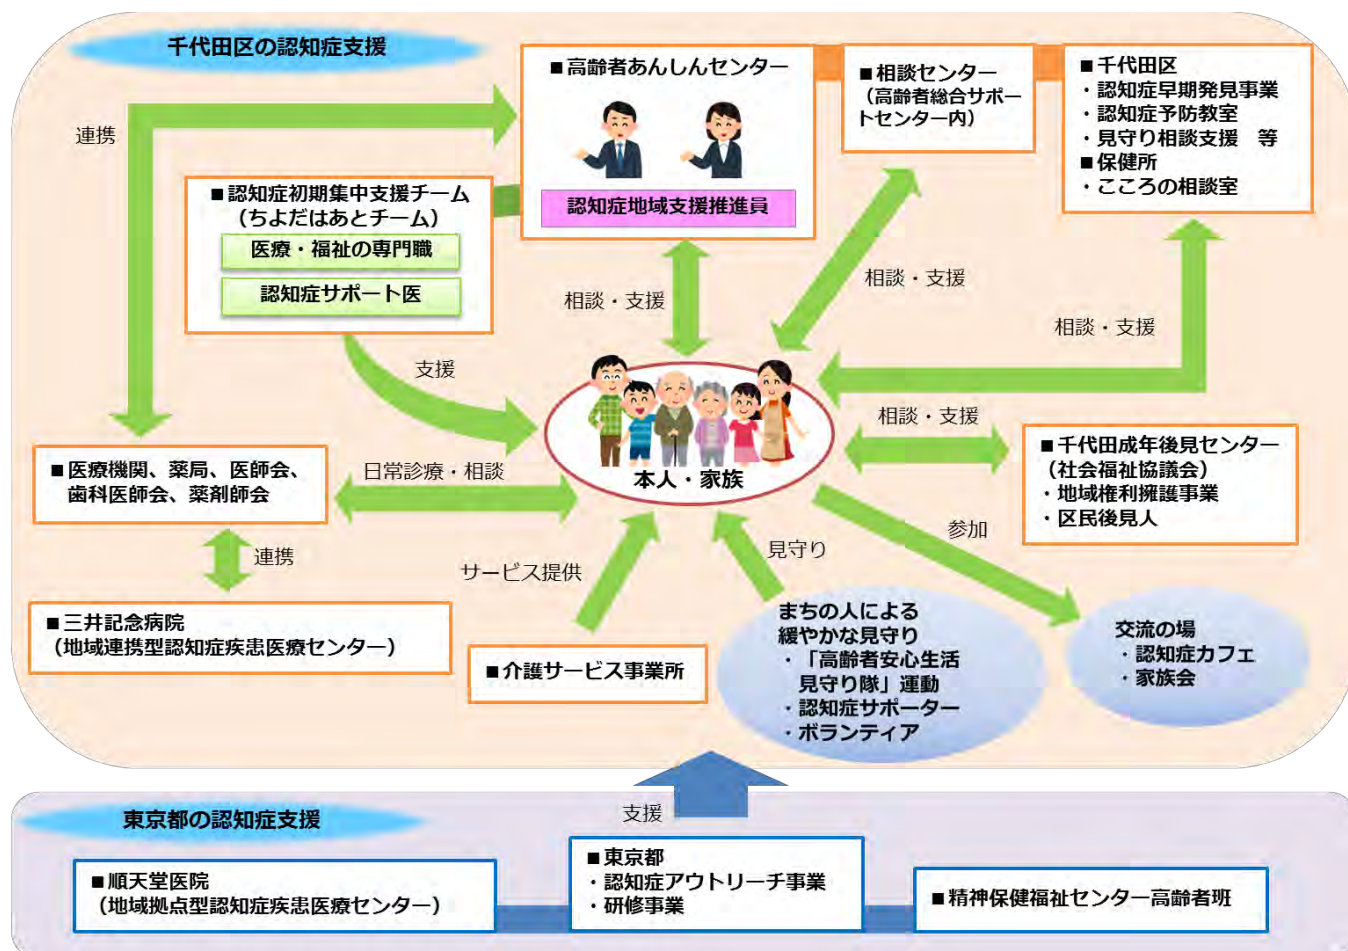 千代田区の認知症支援
■高齢者あんしんセンター
認知症地域支援推進員
■相談センター
（高齢者総合サポー
トセンター内）
■千代田区
・認知症早期発見事業
・認知症予防教室
・見守り相談支援　等
■保健所
・こころの相談室
連携
■認知症初期集中支援チーム
（ちよだはあとチーム）
医療・福祉の専門職
認知症サポート医
相談・支援
相談・支援
相談・支援
支援
相談・支援
本人・家族
■医療機関、薬局、医師会、
歯科医師会、薬剤師会
日常診療・相談
■千代田成年後見センター
（社会福祉協議会）
・地域権利擁護事業
・区民後見人
連携
サービス提供
見守り
参加
■三井記念病院
（地域連携型認知症疾患医療センター）
■介護サービス事業所
まちの人による
緩やかな見守り
・「高齢者安心生活
見守り隊」運動
・認知症サポーター
・ボランティア
交流の場
・認知症カフェ
・家族会
東京都の認知症支援
支援
■順天堂医院
（地域拠点型認知症疾患医療センター）
■東京都
・認知症アウトリーチ事業
・研修事業
■精神保健福祉センター高齢者班